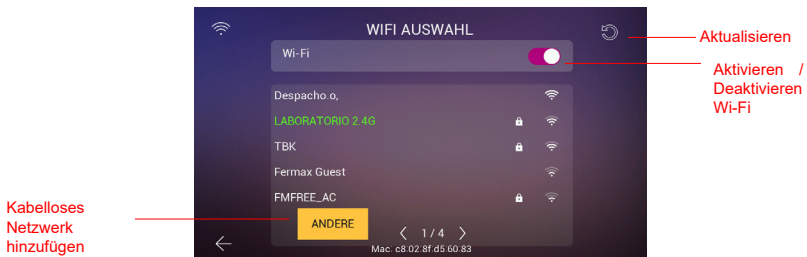 WIFI AUSWAHL
Aktualisieren
Wi-Fi
Aktivieren /
Deaktivieren
Wi-Fi
Despacho.o,
LABORATORIO 2.4G
TBK
Fermax Guest
FMFREE_AC
Kabelloses
Netzwerk
hinzufügen
ANDERE
1 / 4
Mac. c8.02.8f.d5.60.83